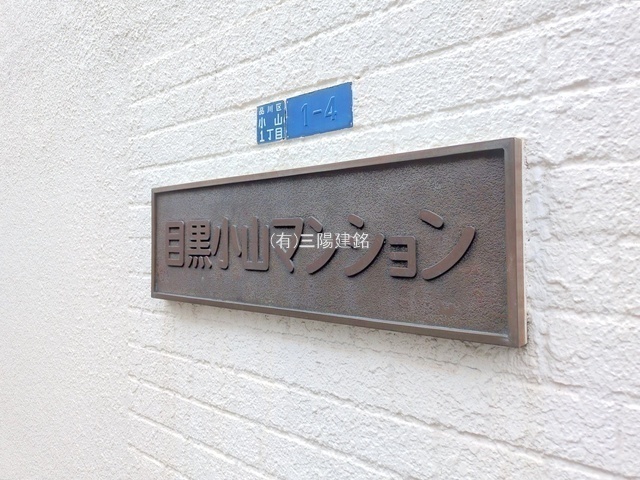 品川区
小山
1丁目
1-4
目黒小山マンション
(有)三陽建銘